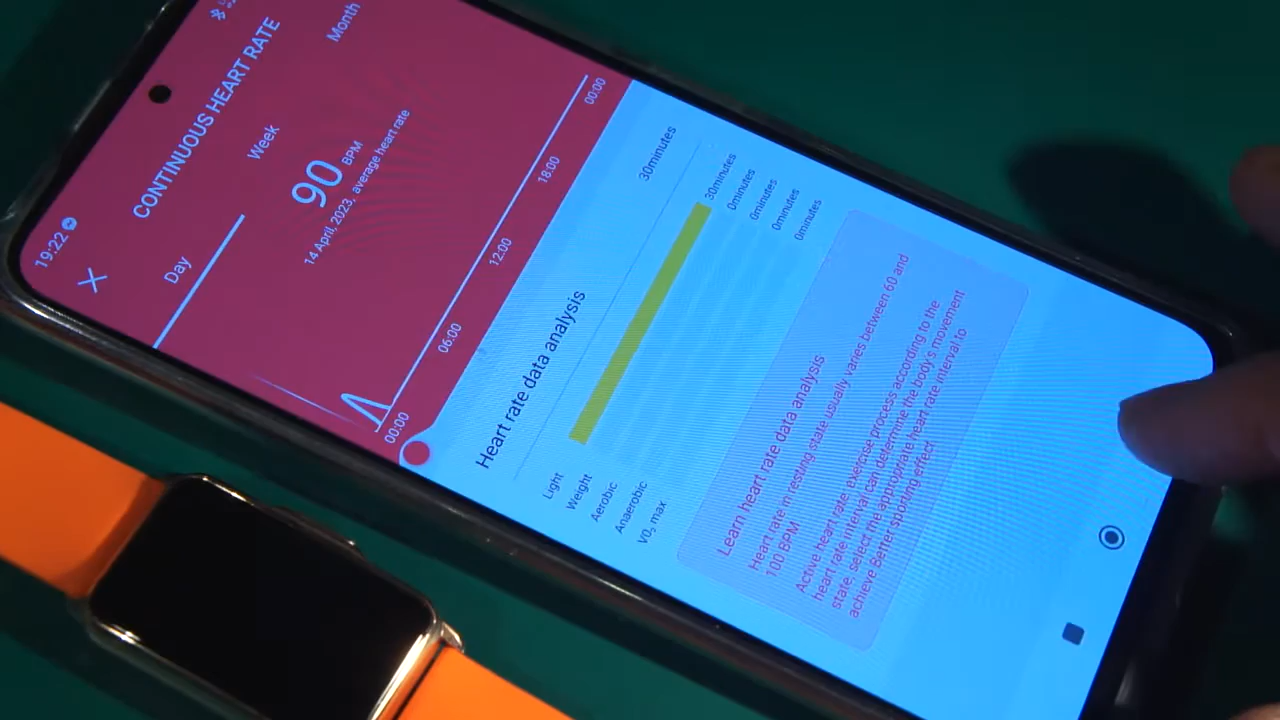 19:22
CONTINUOUS HEART RATE
Day
Week
Month
90 BPM
14 April, 2023, average heart rate
00:00
06:00
12:00
18:00
00:00
Heart rate data analysis
30minutes
Light 30minutes
Weight 0minutes
Aerobic 0minutes
Anaerobic 0minutes
VO₂ max 0minutes
Learn heart rate data analysis
Heart rate in resting state usually varies between 60 and
100 BPM
Active heart rate exercise process according to the
heart rate interval can determine the body's movement
state, select the appropriate heart rate interval to
achieve Better sporting effect